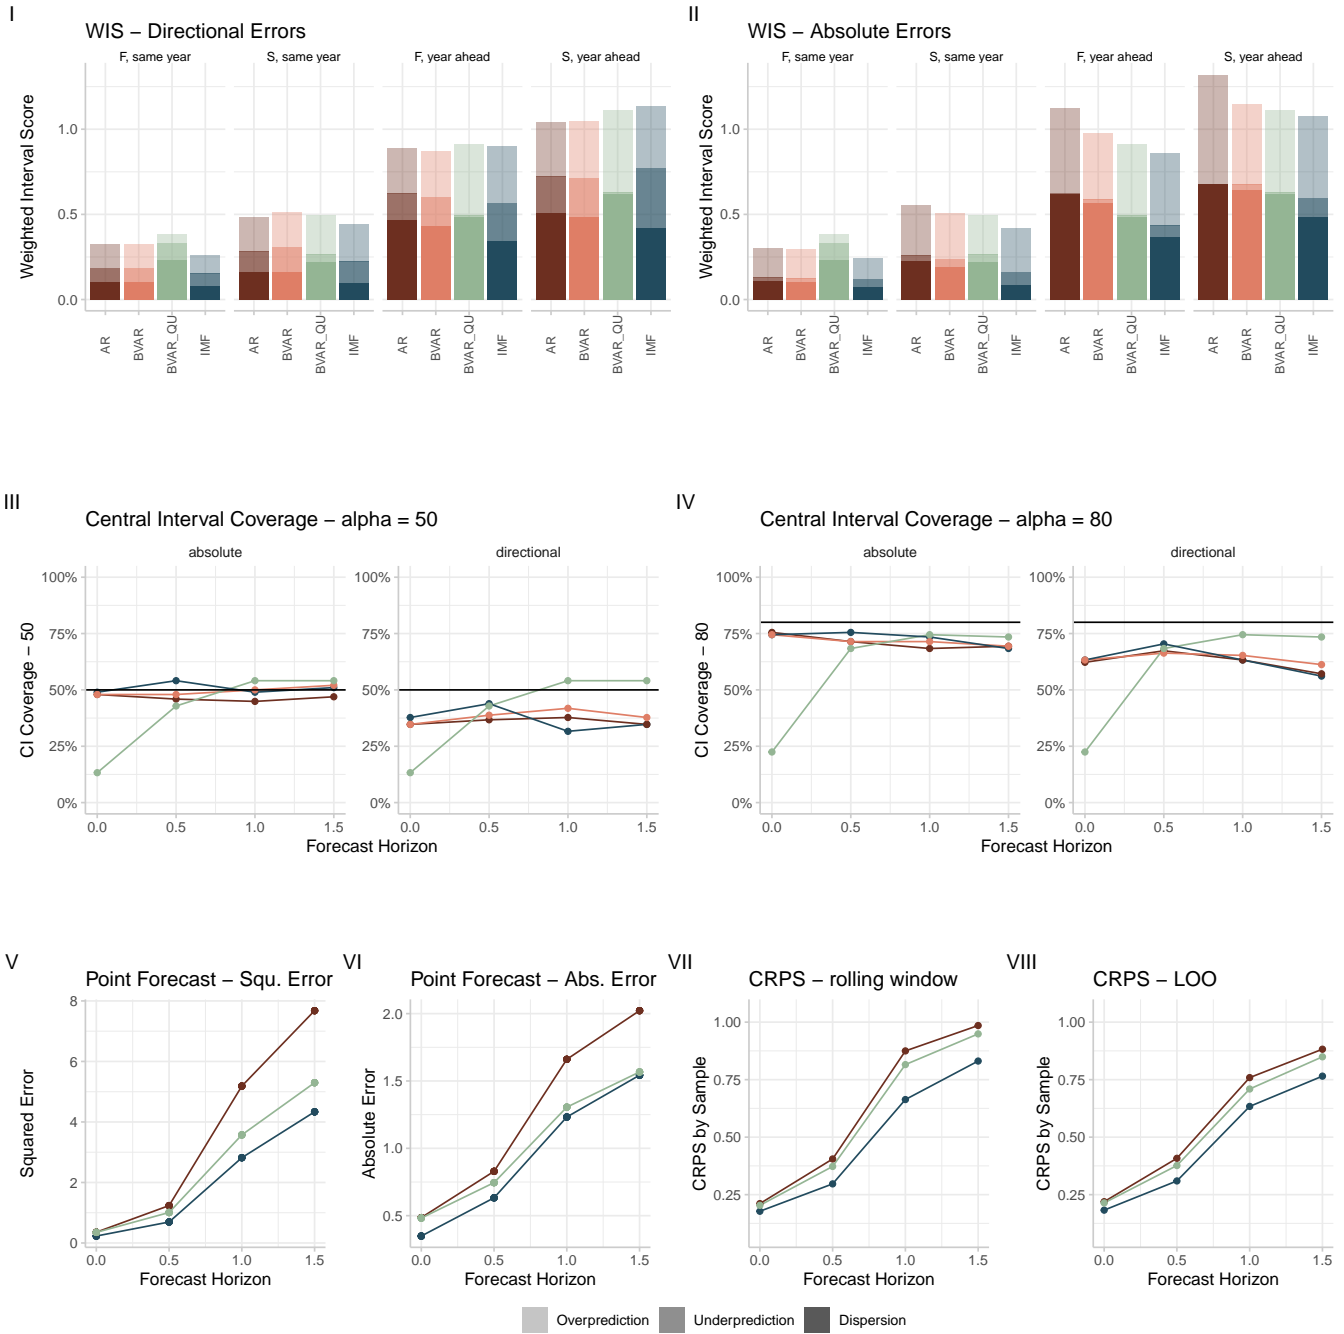 I
WIS – Directional Errors
F, same year
S, same year
F, year ahead
S, year ahead
Weighted Interval Score
1.0
0.5
0.0
AR
BVAR
BVAR_QU
IMF
AR
BVAR
BVAR_QU
IMF
AR
BVAR
BVAR_QU
IMF
AR
BVAR
BVAR_QU
IMF
II
WIS – Absolute Errors
F, same year
S, same year
F, year ahead
S, year ahead
Weighted Interval Score
1.0
0.5
0.0
AR
BVAR
BVAR_QU
IMF
AR
BVAR
BVAR_QU
IMF
AR
BVAR
BVAR_QU
IMF
AR
BVAR
BVAR_QU
IMF
III
Central Interval Coverage – alpha = 50
absolute
directional
CI Coverage – 50
100%
75%
50%
25%
0%
100%
75%
50%
25%
0%
0.0 0.5 1.0 1.5
0.0 0.5 1.0 1.5
Forecast Horizon
IV
Central Interval Coverage – alpha = 80
absolute
directional
CI Coverage – 80
100%
75%
50%
25%
0%
100%
75%
50%
25%
0%
0.0 0.5 1.0 1.5
0.0 0.5 1.0 1.5
Forecast Horizon
V
Point Forecast – Squ. Error
Squared Error
8
6
4
2
0
0.0 0.5 1.0 1.5
Forecast Horizon
VI
Point Forecast – Abs. Error
Absolute Error
2.0
1.5
1.0
0.5
0.0 0.5 1.0 1.5
Forecast Horizon
VII
CRPS – rolling window
CRPS by Sample
1.00
0.75
0.50
0.25
0.0 0.5 1.0 1.5
Forecast Horizon
VIII
CRPS – LOO
CRPS by Sample
1.00
0.75
0.50
0.25
0.0 0.5 1.0 1.5
Forecast Horizon
Overprediction Underprediction Dispersion